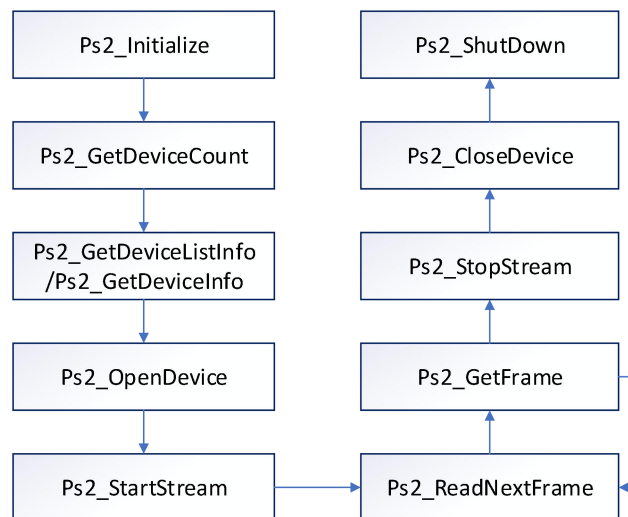 Ps2_Initialize
Ps2_GetDeviceCount
Ps2_GetDeviceListInfo
/Ps2_GetDeviceInfo
Ps2_OpenDevice
Ps2_StartStream
Ps2_ReadNextFrame
Ps2_GetFrame
Ps2_StopStream
Ps2_CloseDevice
Ps2_ShutDown